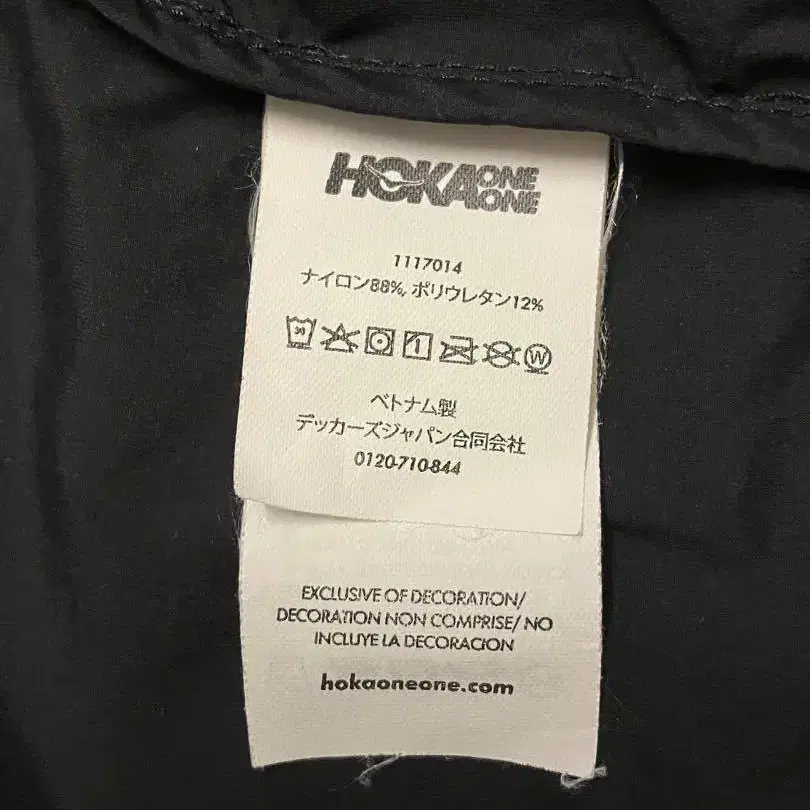 HOKA ONE ONE
1117014
ナイロン88%, ポリウレタン12%
30
1
W
ベトナム製
デッカーズジャパン合同会社
0120-710-844
EXCLUSIVE OF DECORATION/
DECORATION NON COMPRISE/ NO
INCLUYE LA DECORACION
hokaoneone.com